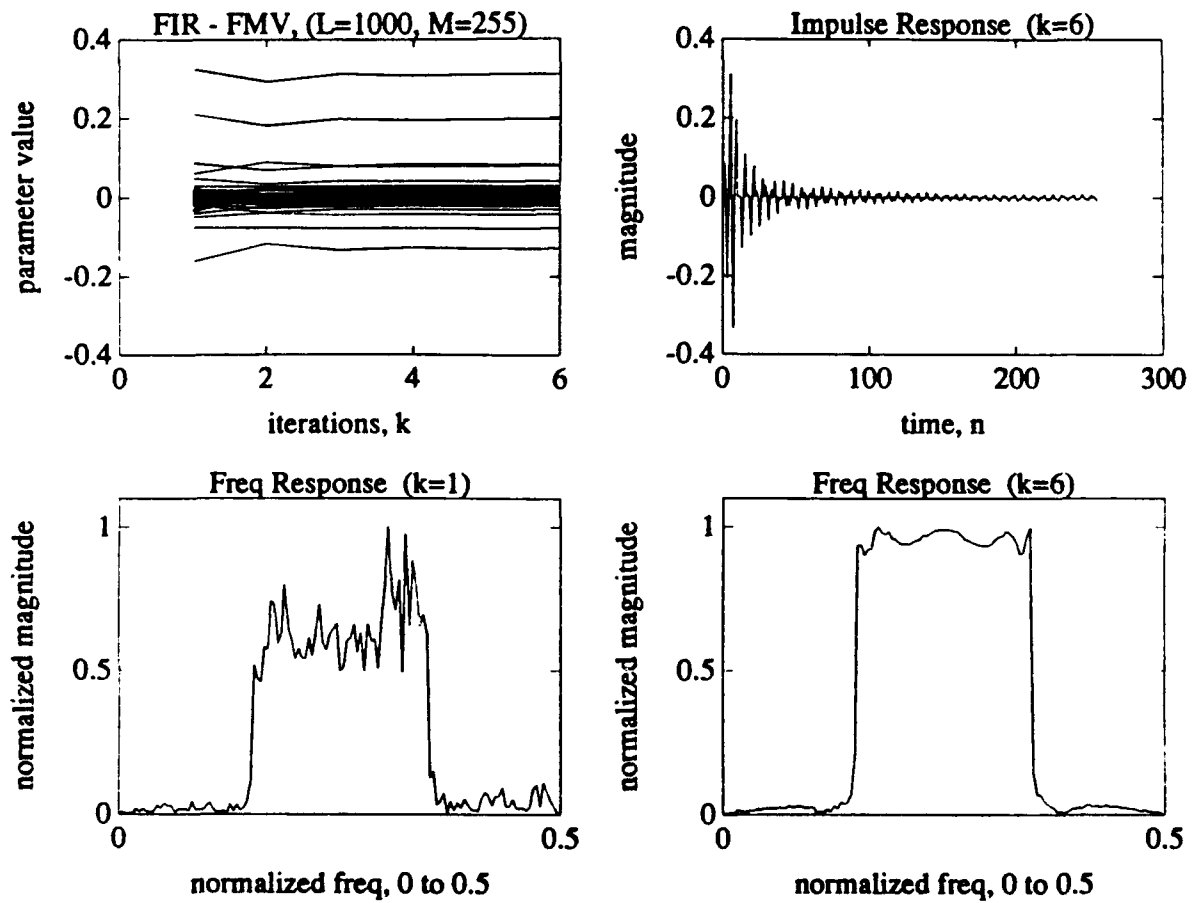 FIR - FMV, (L=1000, M=255)
0.4
0.2
0
-0.2
-0.4
parameter value
0
2
4
6
iterations, k
Impulse Response (k=6)
0.4
0.2
0
-0.2
-0.4
magnitude
0
100
200
300
time, n
Freq Response (k=1)
1
0.5
0
normalized magnitude
0
0.5
normalized freq, 0 to 0.5
Freq Response (k=6)
1
0.5
0
normalized magnitude
0
0.5
normalized freq, 0 to 0.5